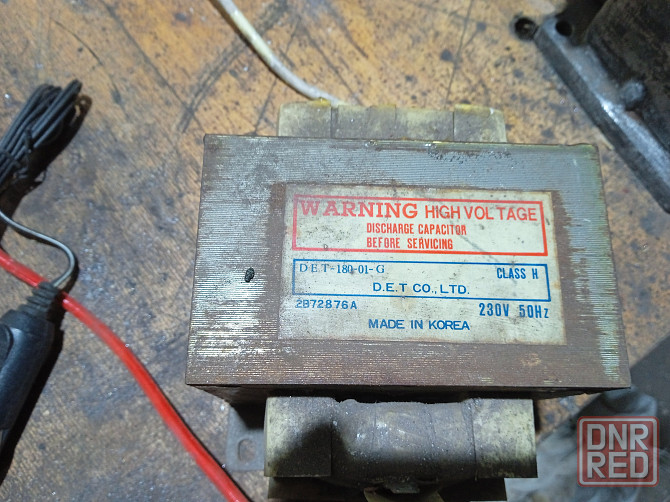 WARNING HIGH VOLTAGE
DISCHARGE CAPACITOR
BEFORE SERVICING
DET-180-01-G CLASS H
D.E.T CO., LTD.
2B72876A 230V 50Hz
MADE IN KOREA
DNR
RED